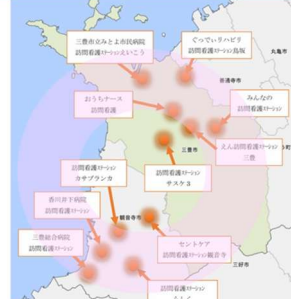 三豊市立みとよ市民病院
訪問看護ステーションえいこう
ぐっでぃリハビリ
訪問看護ステーション鳥坂
丸亀市
善通寺市
おうちナース
訪問看護
みんなの
訪問看護ステーション
えん訪問看護ステーション
三豊
三豊市
訪問看護ステーション
カサブランカ
訪問看護ステーション
サスケカ
香川井下病院
訪問看護ステーション
観音寺市
三豊総合病院
訪問看護ステーション
セントケア
訪問看護ステーション観音寺
三好市
訪問看護ステーション